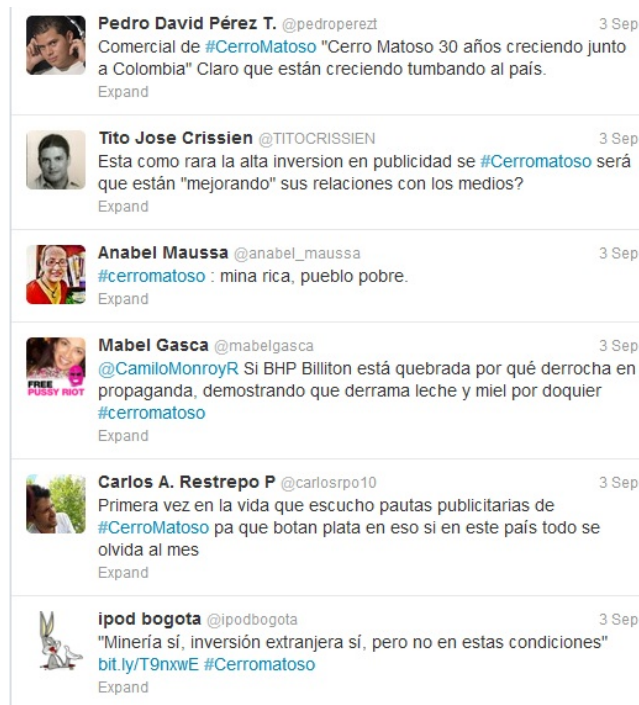 Pedro David Pérez T. @pedroperezt 3 Sep
Comercial de #CerroMatoso "Cerro Matoso 30 años creciendo junto
a Colombia" Claro que están creciendo tumbando al país.
Expand
Tito Jose Crissien @TITOCRISSIEN 3 Sep
Esta como rara la alta inversion en publicidad se #Cerromatoso será
que están "mejorando" sus relaciones con los medios?
Expand
Anabel Maussa @anabel_maussa 3 Sep
#cerromatoso : mina rica, pueblo pobre.
Expand
Mabel Gasca @mabelgasca 3 Sep
@CamiloMonroyR Si BHP Billiton está quebrada por qué derrocha en
propaganda, demostrando que derrama leche y miel por doquier
#cerromatoso
Expand
FREE
PUSSY RIOT
Carlos A. Restrepo P @carlosrpo10 3 Sep
Primera vez en la vida que escucho pautas publicitarias de
#CerroMatoso pa que botan plata en eso si en este país todo se
olvida al mes
Expand
ipod bogota @ipodbogota 3 Sep
"Minería sí, inversión extranjera sí, pero no en estas condiciones"
bit.ly/T9nxwE #Cerromatoso
Expand